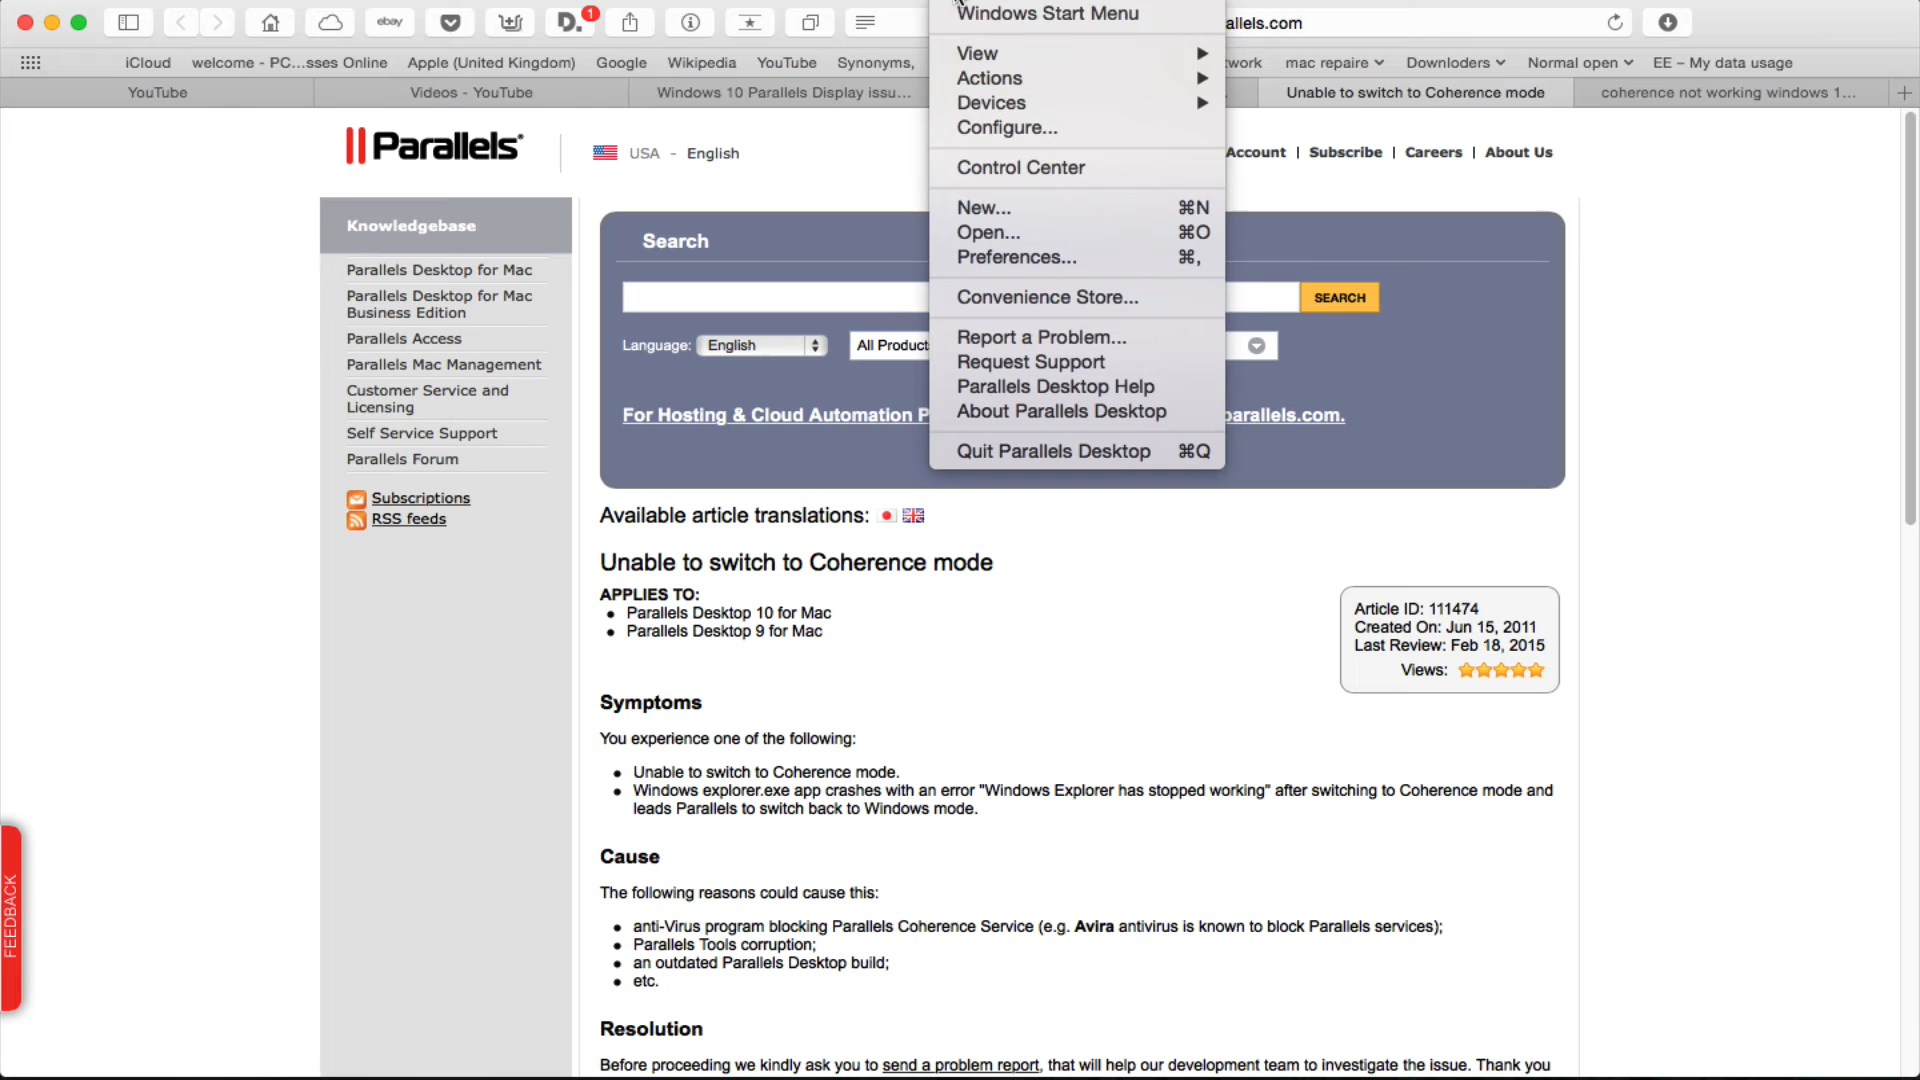 ebay
1
allels.com
iCloud
welcome - PC...sses Online
Apple (United Kingdom)
Google
Wikipedia
YouTube
Synonyms,
work
mac repaire
Downloders
Normal open
EE – My data usage
YouTube
Videos - YouTube
Windows 10 Parallels Display issu...
Unable to switch to Coherence mode
coherence not working windows 1...
Windows Start Menu
View
Actions
Devices
Configure...
Control Center
New... ⌘N
Open... ⌘O
Preferences... ⌘,
Convenience Store...
Report a Problem...
Request Support
Parallels Desktop Help
About Parallels Desktop
Quit Parallels Desktop ⌘Q
Parallels®
USA - English
Account | Subscribe | Careers | About Us
Knowledgebase
Parallels Desktop for Mac
Parallels Desktop for Mac
Business Edition
Parallels Access
Parallels Mac Management
Customer Service and
Licensing
Self Service Support
Parallels Forum
Subscriptions
RSS feeds
Search
SEARCH
Language: English
All Product
For Hosting & Cloud Automation P
parallels.com.
Available article translations:
Unable to switch to Coherence mode
APPLIES TO:
• Parallels Desktop 10 for Mac
• Parallels Desktop 9 for Mac
Article ID: 111474
Created On: Jun 15, 2011
Last Review: Feb 18, 2015
Views:
Symptoms
You experience one of the following:
• Unable to switch to Coherence mode.
• Windows explorer.exe app crashes with an error "Windows Explorer has stopped working" after switching to Coherence mode and
leads Parallels to switch back to Windows mode.
Cause
The following reasons could cause this:
• anti-Virus program blocking Parallels Coherence Service (e.g. Avira antivirus is known to block Parallels services);
• Parallels Tools corruption;
• an outdated Parallels Desktop build;
• etc.
Resolution
Before proceeding we kindly ask you to send a problem report, that will help our development team to investigate the issue. Thank you
FEEDBACK